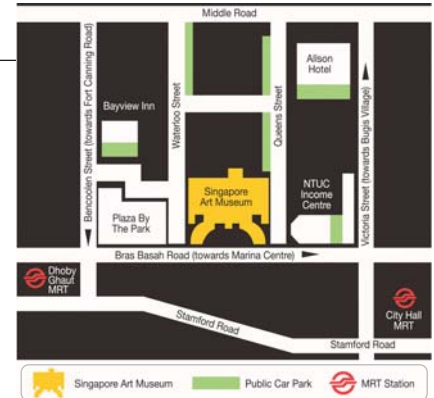 Middle Road
Alison
Hotel
Bencoolen Street (towards Fort Canning Road)
Bayview Inn
Waterloo Street
Queens Street
Victoria Street (towards Bugis Village)
Singapore
Art Museum
NTUC
Income
Centre
Plaza By
The Park
Bras Basah Road (towards Marina Centre)
Dhoby
Ghaut
MRT
City Hall
MRT
Stamford Road
Stamford Road
Singapore Art Museum
Public Car Park
MRT Station